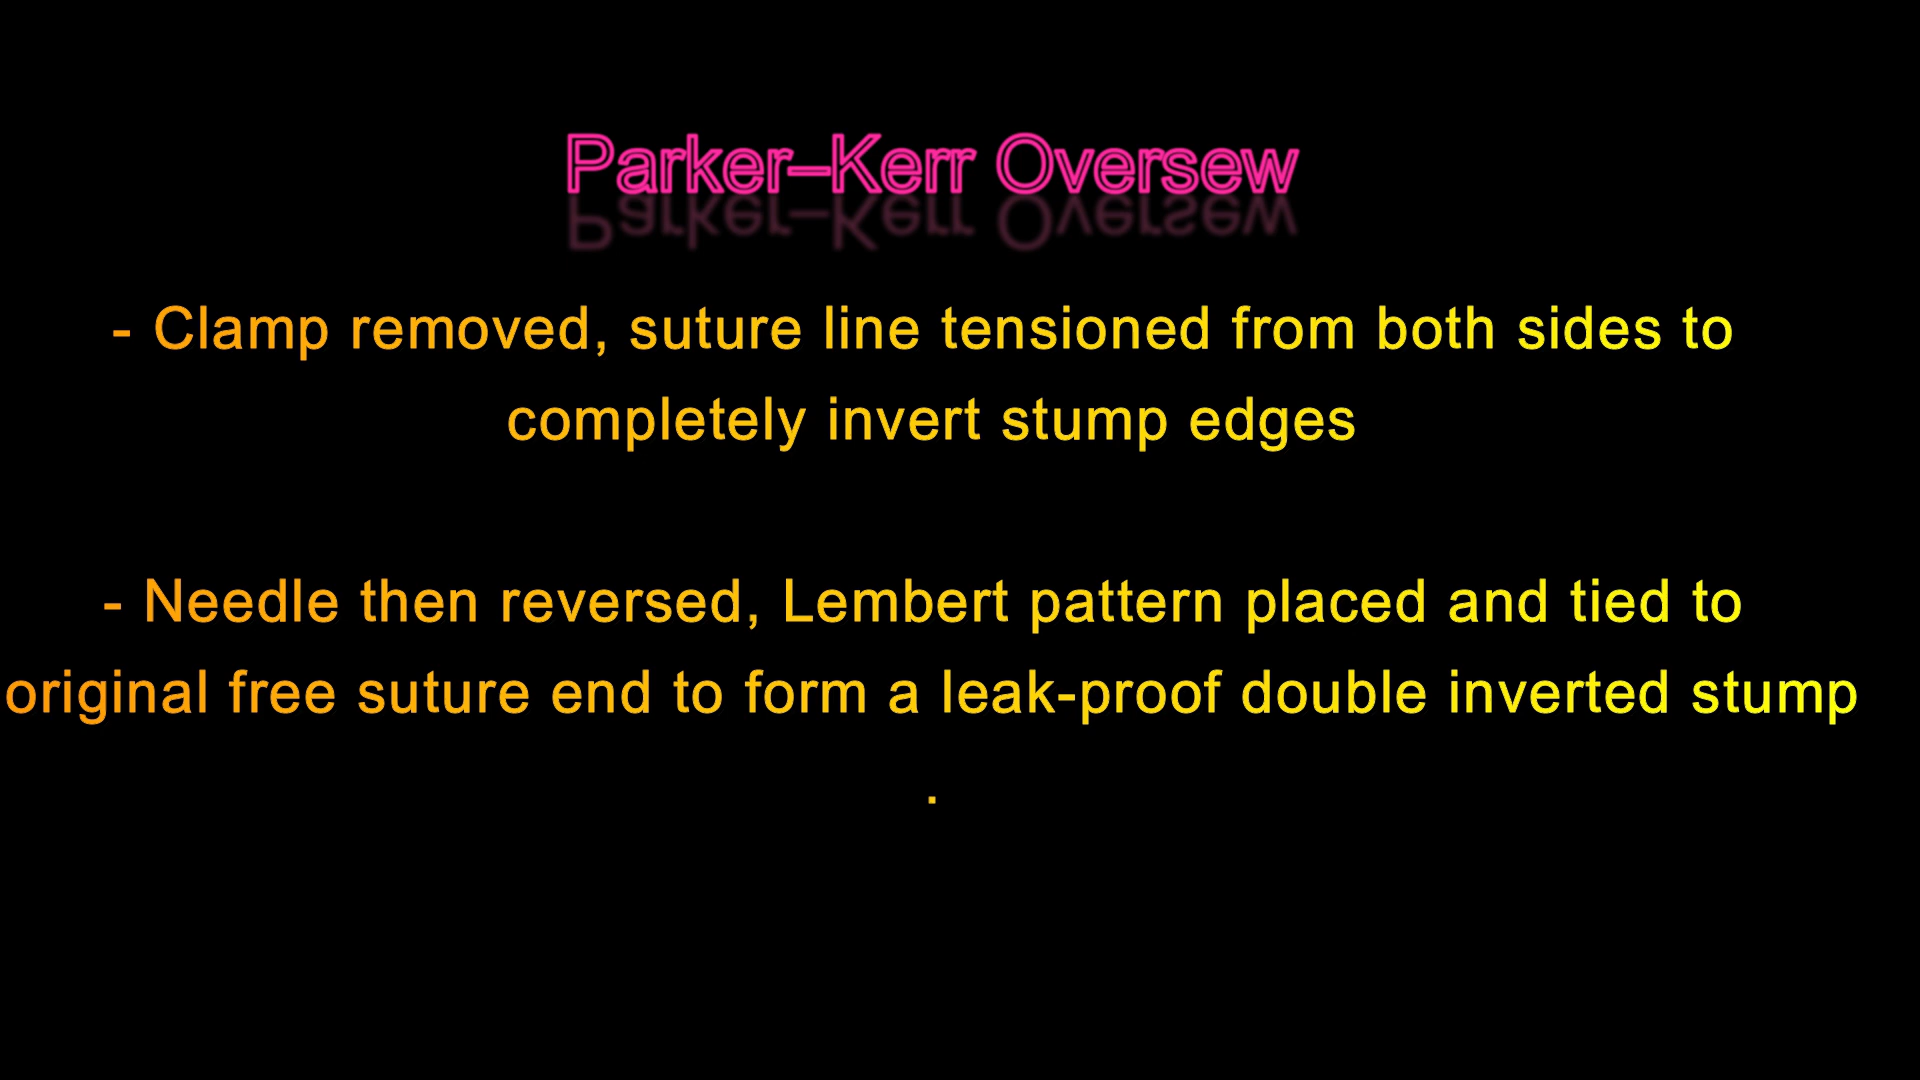 Parker–Kerr Oversew
- Clamp removed, suture line tensioned from both sides to
completely invert stump edges
- Needle then reversed, Lembert pattern placed and tied to
original free suture end to form a leak-proof double inverted stump
.